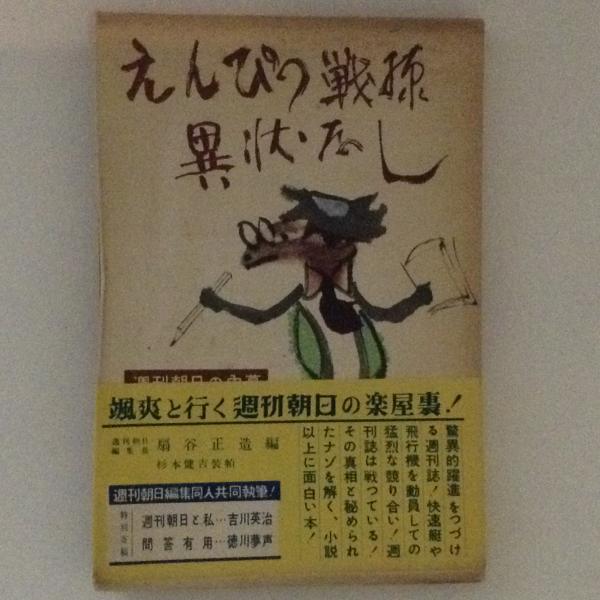 えんぴつ戦線
異状なし
週刊朝日の内幕
颯爽と行く週刊朝日の楽屋裏！
週刊朝日
編集長
扇谷正造編
杉本健吉装幀
週刊朝日編集同人共同執筆！
特別寄稿
週刊朝日と私…吉川英治
問答有用…徳川夢声
驚異的躍進をつづけ
る週刊誌！快速艇や
飛行機を動員しての
猛烈な競り合い！週
刊誌は戦つている！
その真相と秘められ
たナゾを解く、小説
以上に面白い本！